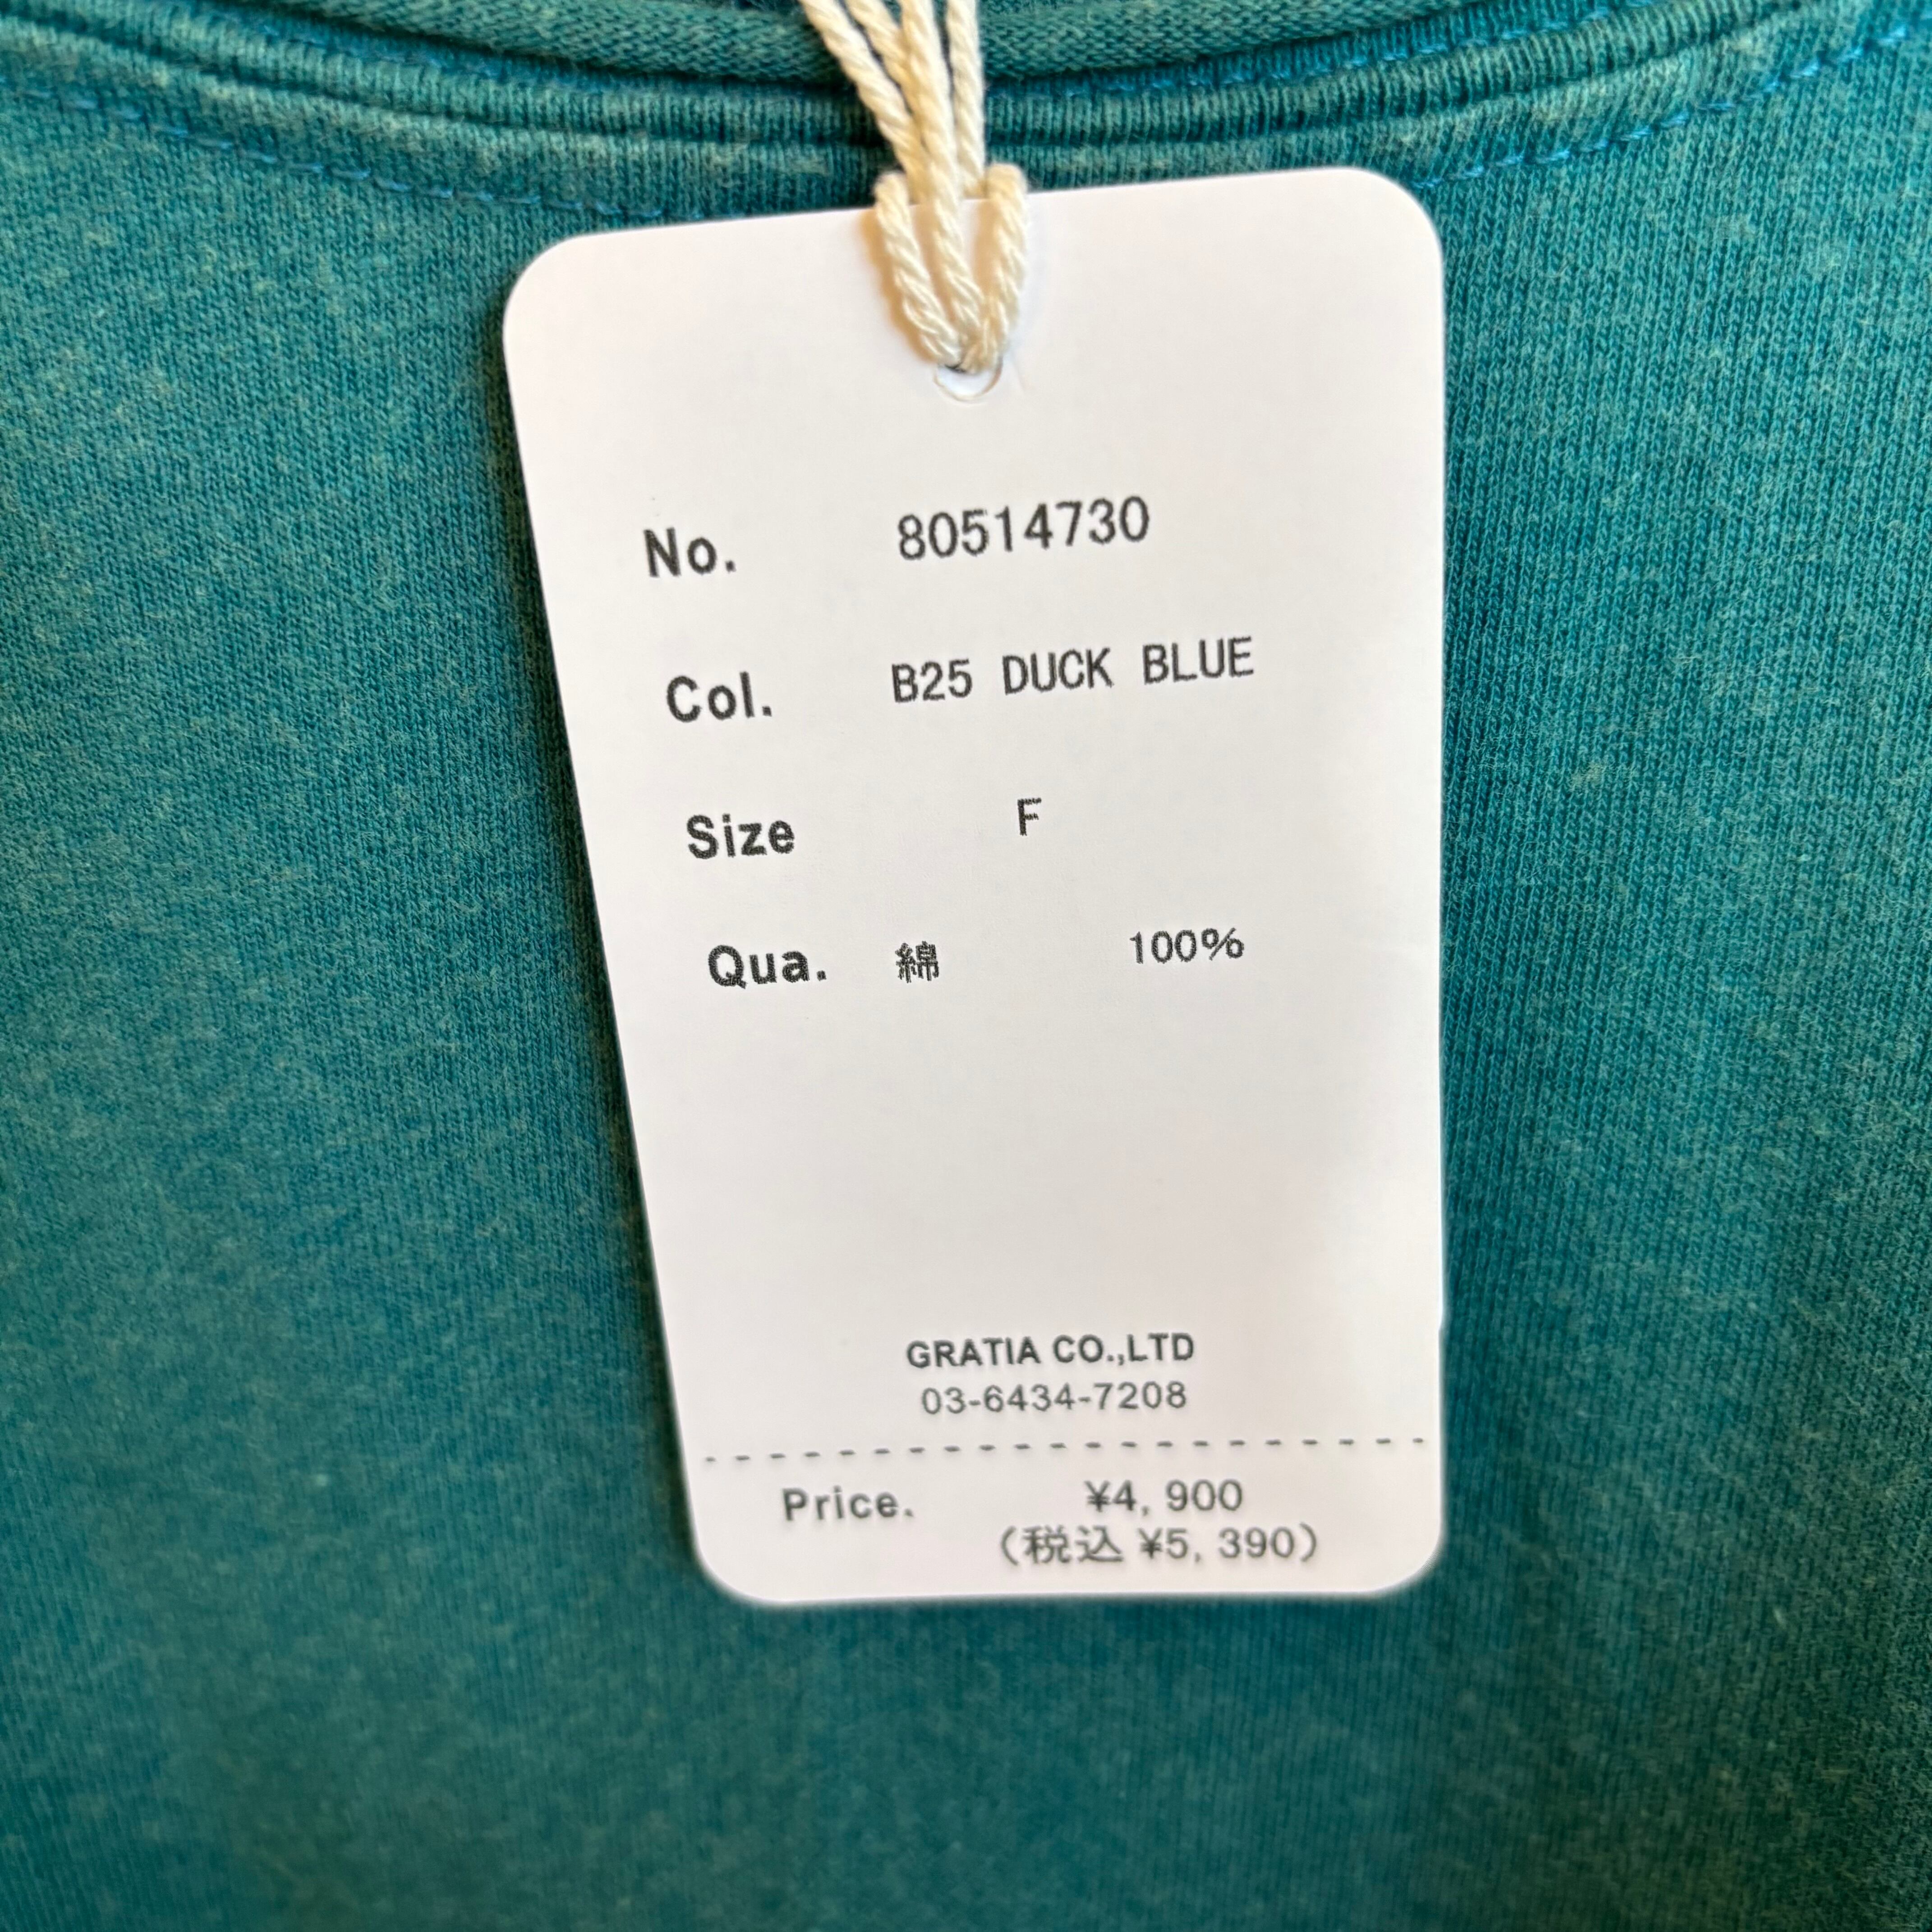 No. 80514730
Col. B25 DUCK BLUE
Size F
Qua. 綿 100%
GRATIA CO.,LTD
03-6434-7208
Price. ¥4,900
(税込 ¥5,390)